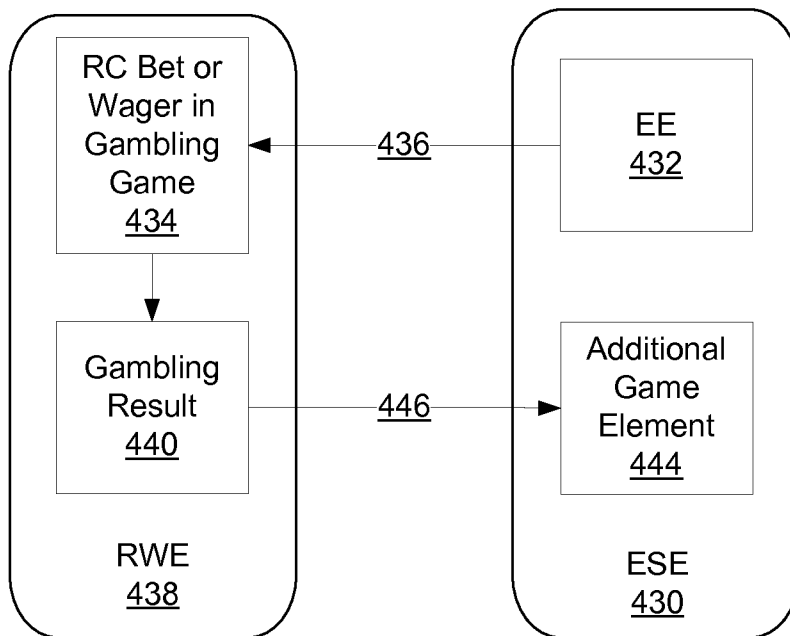 RC Bet or
Wager in
Gambling
Game
434
436
EE
432
Gambling
Result
440
446
Additional
Game
Element
444
RWE
438
ESE
430